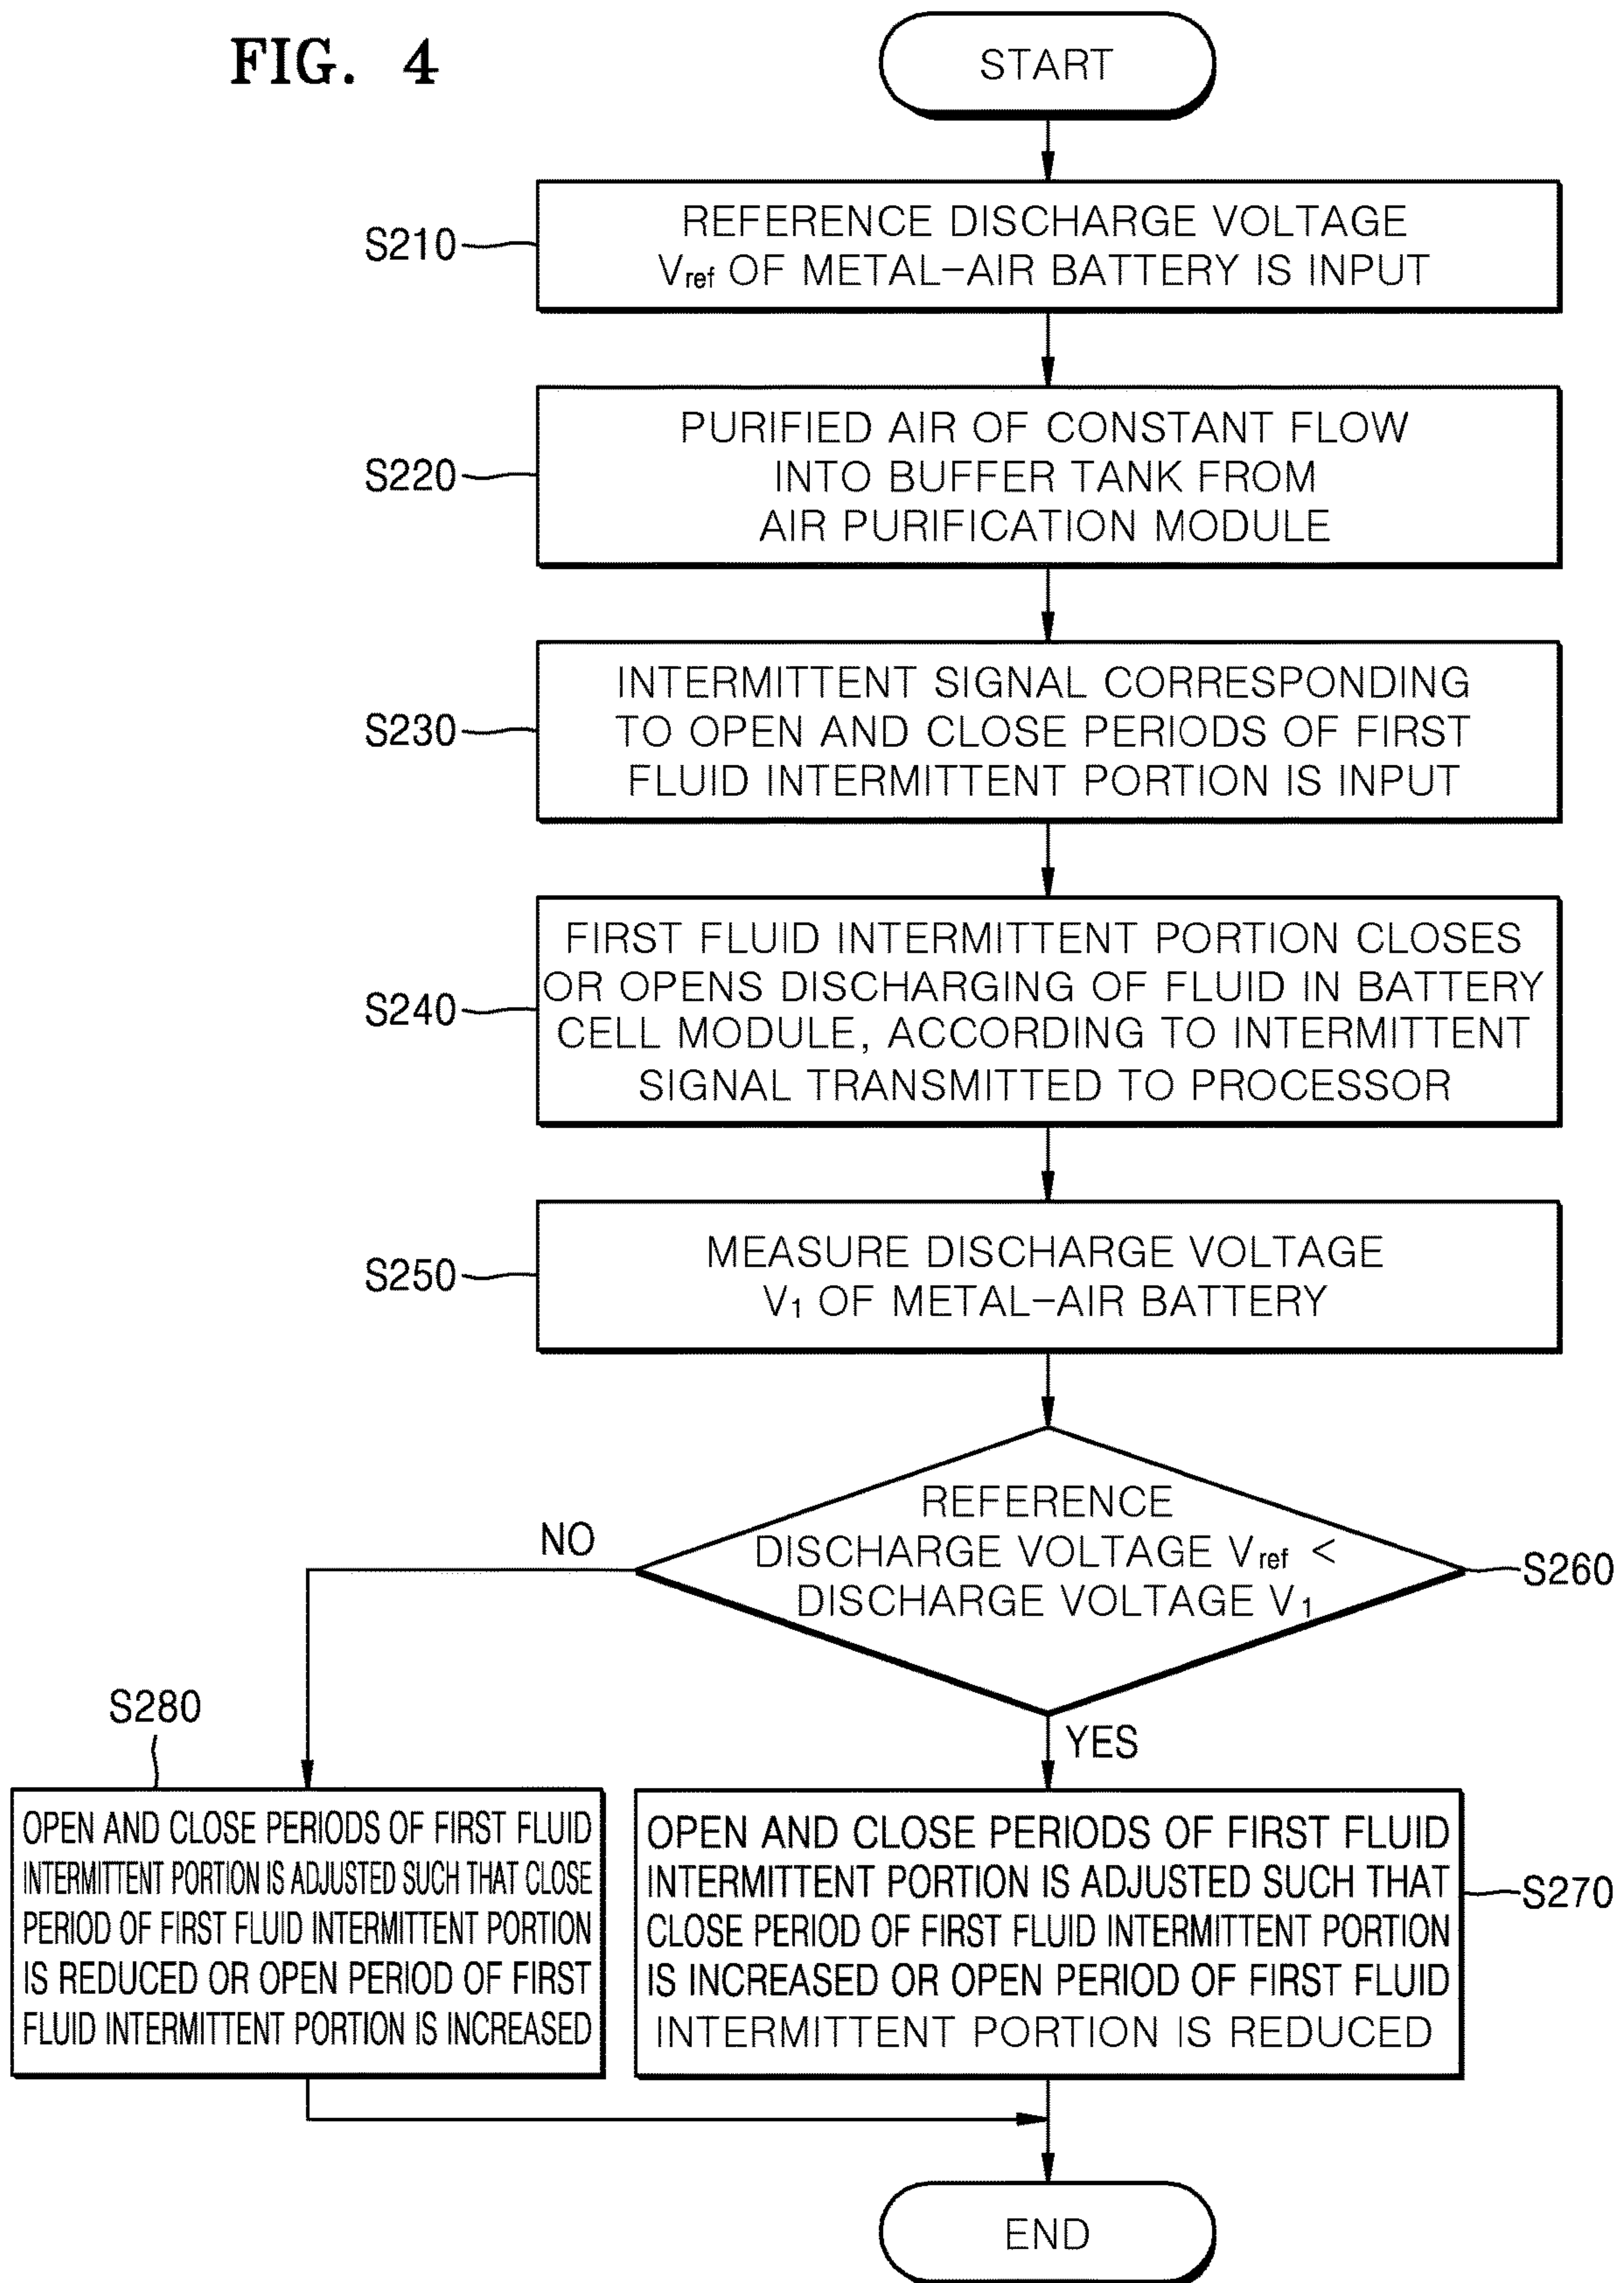 FIG. 4
START
S210
REFERENCE DISCHARGE VOLTAGE
Vref OF METAL-AIR BATTERY IS INPUT
S220
PURIFIED AIR OF CONSTANT FLOW
INTO BUFFER TANK FROM
AIR PURIFICATION MODULE
S230
INTERMITTENT SIGNAL CORRESPONDING
TO OPEN AND CLOSE PERIODS OF FIRST
FLUID INTERMITTENT PORTION IS INPUT
S240
FIRST FLUID INTERMITTENT PORTION CLOSES
OR OPENS DISCHARGING OF FLUID IN BATTERY
CELL MODULE, ACCORDING TO INTERMITTENT
SIGNAL TRANSMITTED TO PROCESSOR
S250
MEASURE DISCHARGE VOLTAGE
V1 OF METAL-AIR BATTERY
REFERENCE
DISCHARGE VOLTAGE Vref <
DISCHARGE VOLTAGE V1
S260
NO
YES
S280
OPEN AND CLOSE PERIODS OF FIRST FLUID
INTERMITTENT PORTION IS ADJUSTED SUCH THAT CLOSE
PERIOD OF FIRST FLUID INTERMITTENT PORTION
IS REDUCED OR OPEN PERIOD OF FIRST
FLUID INTERMITTENT PORTION IS INCREASED
OPEN AND CLOSE PERIODS OF FIRST FLUID
INTERMITTENT PORTION IS ADJUSTED SUCH THAT
CLOSE PERIOD OF FIRST FLUID INTERMITTENT PORTION
IS INCREASED OR OPEN PERIOD OF FIRST FLUID
INTERMITTENT PORTION IS REDUCED
S270
END